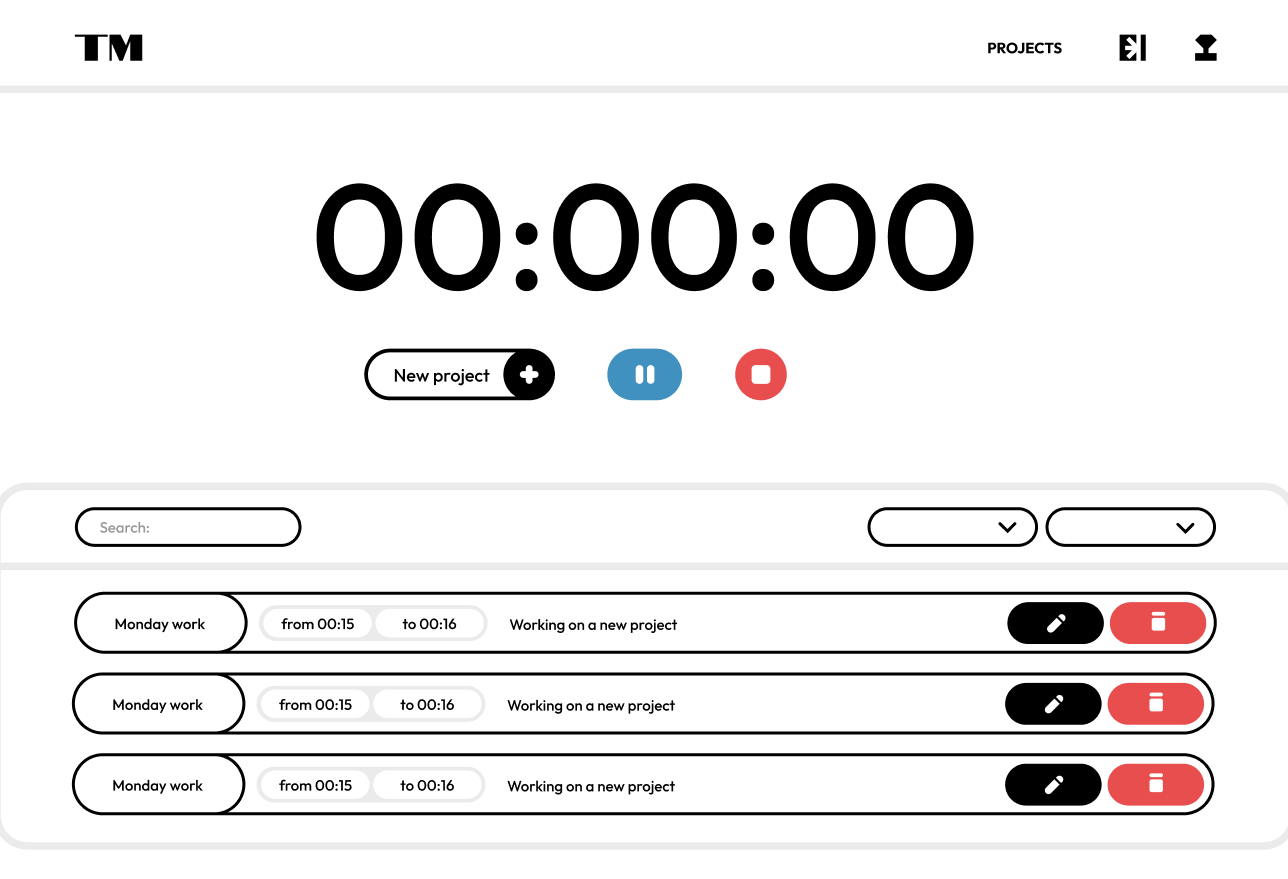 TM
PROJECTS
00:00:00
New project
Search:
Monday work from 00:15 to 00:16 Working on a new project
Monday work from 00:15 to 00:16 Working on a new project
Monday work from 00:15 to 00:16 Working on a new project